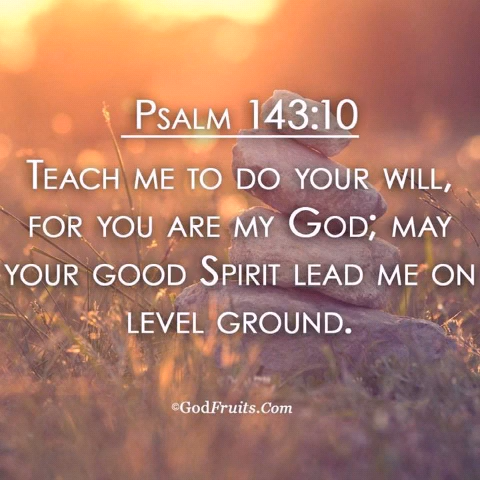 Psalm 143:10
Teach me to do your will,
for you are my God; may
your good Spirit lead me on
level ground.
©GodFruits.Com